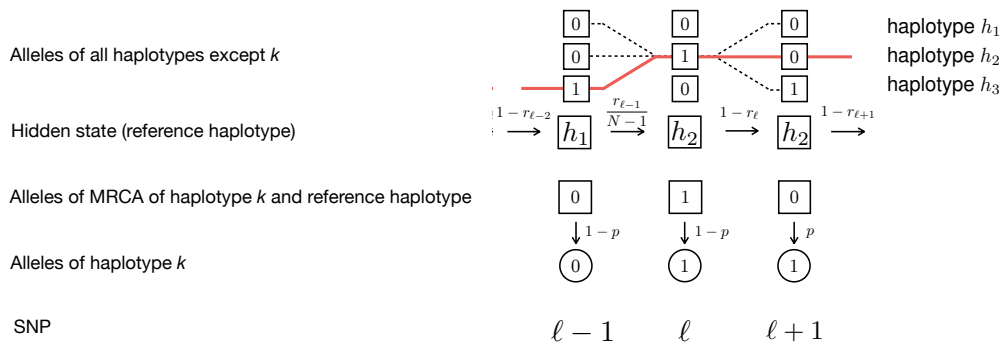 0 0 0 haplotype h₁
Alleles of all haplotypes except k 0 1 0 haplotype h₂
1 0 1 haplotype h₃
1 − r_{ℓ−2} r_{ℓ−1}/(N − 1) 1 − r_ℓ 1 − r_{ℓ+1}
Hidden state (reference haplotype) h₁ h₂ h₂
Alleles of MRCA of haplotype k and reference haplotype 0 1 0
1 − p 1 − p p
Alleles of haplotype k 0 1 1
SNP ℓ − 1 ℓ ℓ + 1